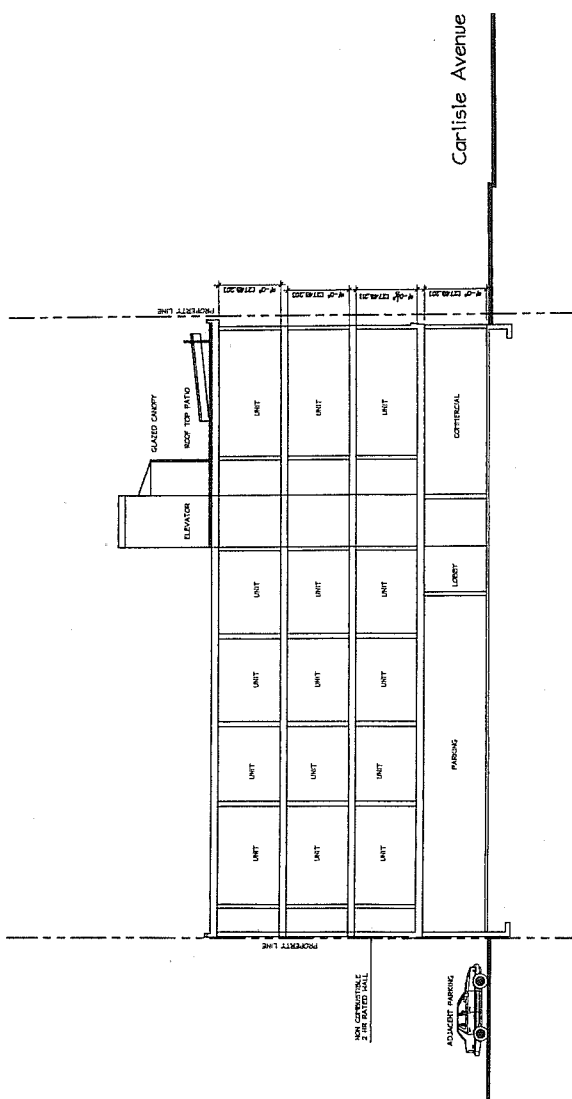 Carlisle Avenue
PROPERTY LINE
GLAZED CANOPY
ROOF TOP PATIO
ELEVATOR
UNIT
UNIT
UNIT
COMMERCIAL
UNIT
UNIT
UNIT
LOBBY
UNIT
UNIT
UNIT
UNIT
UNIT
UNIT
PARKING
UNIT
UNIT
UNIT
PROPERTY LINE
NON COMBUSTIBLE
2 HR RATED WALL
ADJACENT PARKING